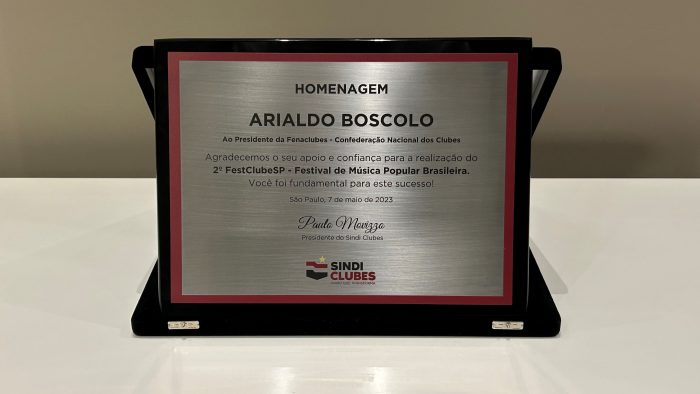 HOMENAGEM
ARIALDO BOSCOLO
Ao Presidente da Fenaclubes - Confederação Nacional dos Clubes
Agradecemos o seu apoio e confiança para a realização do
2º FestClubeSP - Festival de Música Popular Brasileira.
Você foi fundamental para este sucesso!
São Paulo, 7 de maio de 2023
Paulo Movizzo
Presidente do Sindi Clubes
SINDI
CLUBES